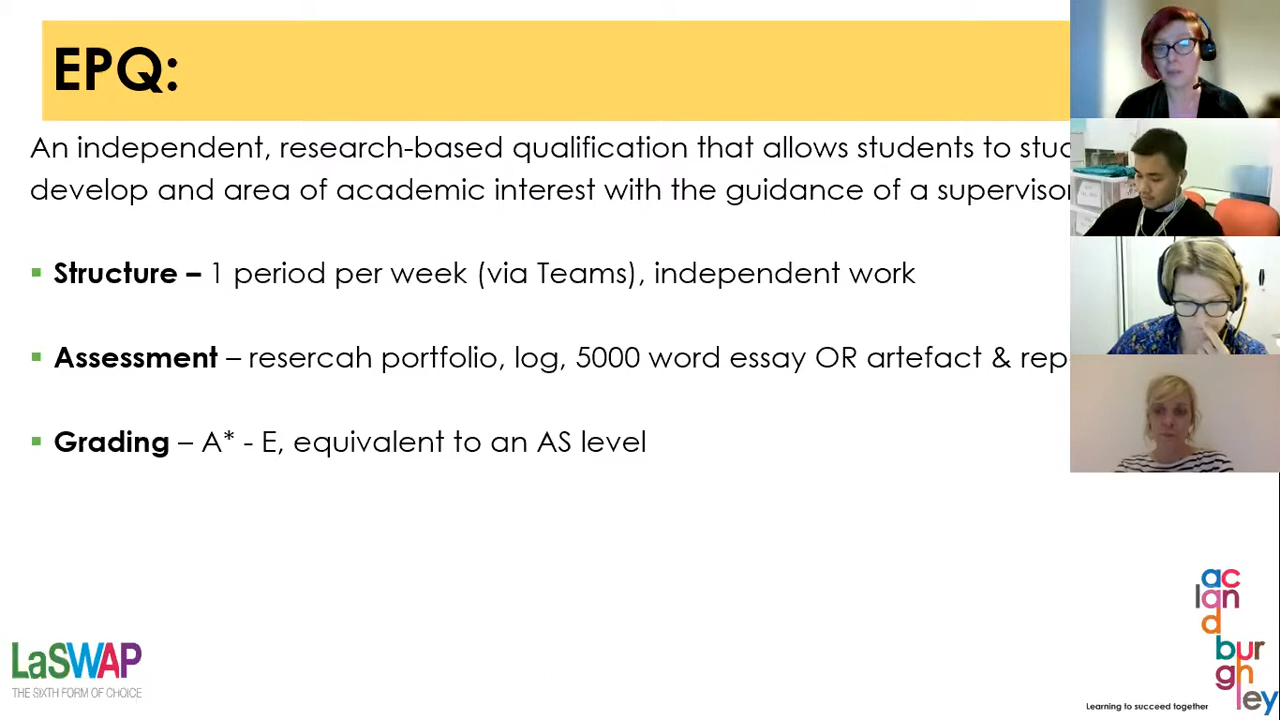 EPQ:
An independent, research-based qualification that allows students to
develop and area of academic interest with the guidance of a supervisor
▪ Structure – 1 period per week (via Teams), independent work
▪ Assessment – resercah portfolio, log, 5000 word essay OR artefact &
▪ Grading – A* - E, equivalent to an AS level
LaSWAP
THE SIXTH FORM OF CHOICE
ac
lan
d
bur
gh
ley
Learning to succeed together